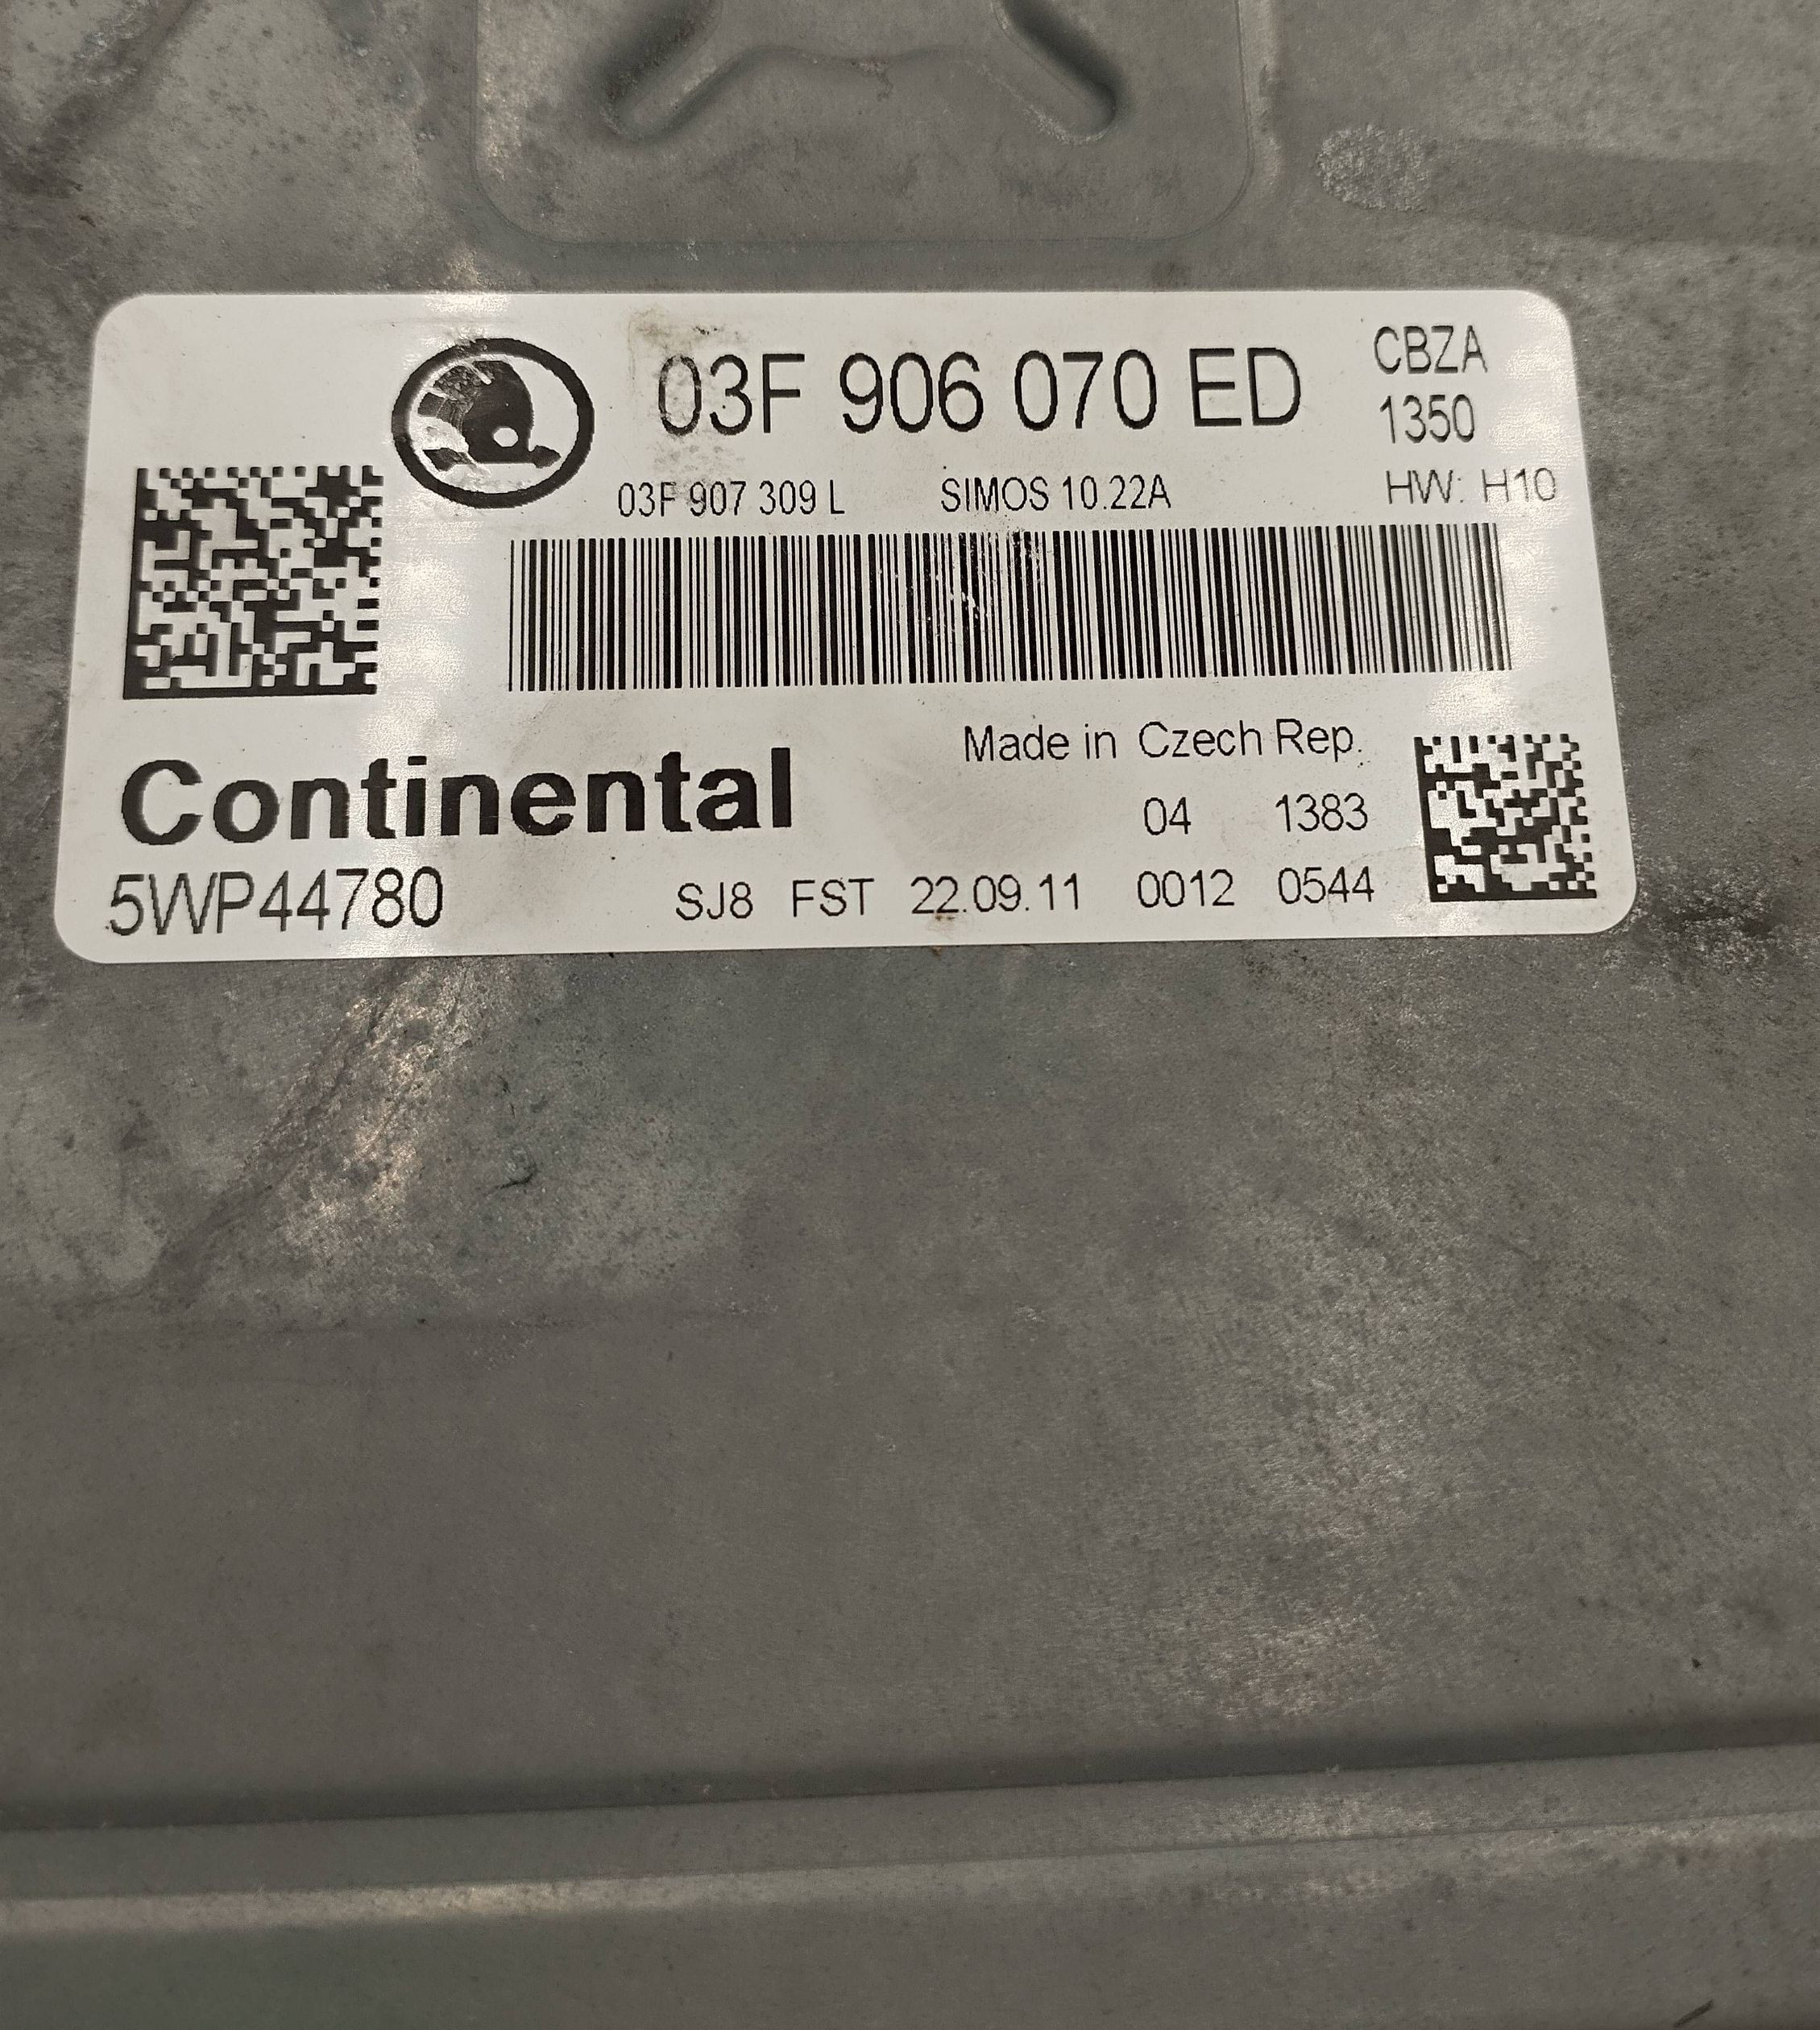 03F 906 070 ED
CBZA
1350
03F 907 309 L SIMOS 10.22A HW: H10
Made in Czech Rep.
Continental 04 1383
5WP44780 SJ8 FST 22.09.11 0012 0544